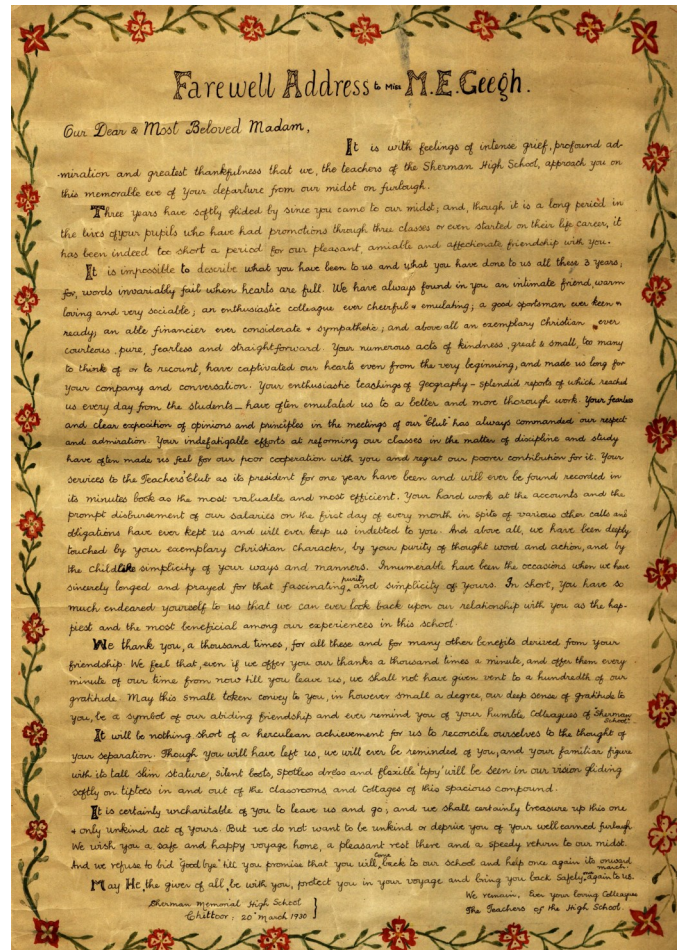 Farewell Address to Miss M.E. Geegh.
Our Dear & Most Beloved Madam,
It is with feelings of intense grief, profound ad-
-miration and greatest thankfulness that we, the teachers of the Sherman High School, approach you on
this memorable eve of your departure from our midst on furlough.
Three years have softly glided by since you came to our midst; and, though it is a long period in
the lives of your pupils who have had promotions through three classes or even started on their life career, it
has been indeed too short a period for our pleasant, amiable and affectionate friendship with you.
It is impossible to describe what you have been to us and what you have done to us all these 3 years,
for, words invariably fail when hearts are full. We have always found in you an intimate friend, warm
loving and very sociable; an enthusiastic colleague ever cheerful & emulating; a good sportsman ever keen &
ready; an able financier ever considerate & sympathetic; and above all an exemplary Christian ever
courteous, pure, fearless and straightforward. Your numerous acts of kindness, great & small, too many
to think of or to recount, have captivated our hearts even from the very beginning, and made us long for
your company and conversation. Your enthusiastic teachings of Geography - splendid reports of which reached
us every day from the students - have often emulated us to a better and more thorough work. Your fearless
and clear exposition of opinions and principles in the meetings of our 'Club' has always commanded our respect
and admiration. Your indefatigable efforts at reforming our classes in the matter of discipline and study
have often made us feel for our poor cooperation with you and regret our poorer contribution for it. Your
services to the Teachers' Club as its president for one year have been and will ever be found recorded in
its minutes book as the most valuable and most efficient. Your hard work at the accounts and the
prompt disbursement of our salaries on the first day of every month in spite of various other calls and
obligations have ever kept us and will ever keep us indebted to you. And above all, we have been deeply
touched by your exemplary Christian character, by your purity of thought word and action, and by
the childlike simplicity of your ways and manners. Innumerable have been the occasions when we have
sincerely longed and prayed for that fascinating purity and simplicity of yours. In short, you have so
much endeared yourself to us that we can ever look back upon our relationship with you as the hap-
piest and the most beneficial among our experiences in this school.
We thank you, a thousand times, for all these and for many other benefits derived from your
friendship. We feel that, even if we offer you our thanks a thousand times a minute, and offer them every
minute of our time from now till you leave us, we shall not have given vent to a hundredth of our
gratitude. May this small token convey to you, in however small a degree, our deep sense of gratitude to
you, be a symbol of our abiding friendship and ever remind you of your humble Colleagues of Sherman School.
It will be nothing short of a herculean achievement for us to reconcile ourselves to the thought of
your separation. Though you will have left us, we will ever be reminded of you, and your familiar figure
with its tall slim stature, silent boots, spotless dress and flexible 'topy' will be seen in our vision gliding
softly on tiptoes in and out of the classrooms, and Cottages of this spacious compound.
It is certainly uncharitable of you to leave us and go; and we shall certainly treasure up this one
& only unkind act of yours. But we do not want to be unkind or deprive you of your well earned furlough
We wish you a safe and happy voyage home, a pleasant rest there and a speedy return to our midst.
And we refuse to bid 'Good bye' till you promise that you will come back to our school and help once again its onward march.
May He, the giver of all, be with you, protect you in your voyage and bring you back safely again to us.
Sherman Memorial High School
Chittoor: 20th March 1930
We remain, Ever your loving Colleagues
The Teachers of the High School.